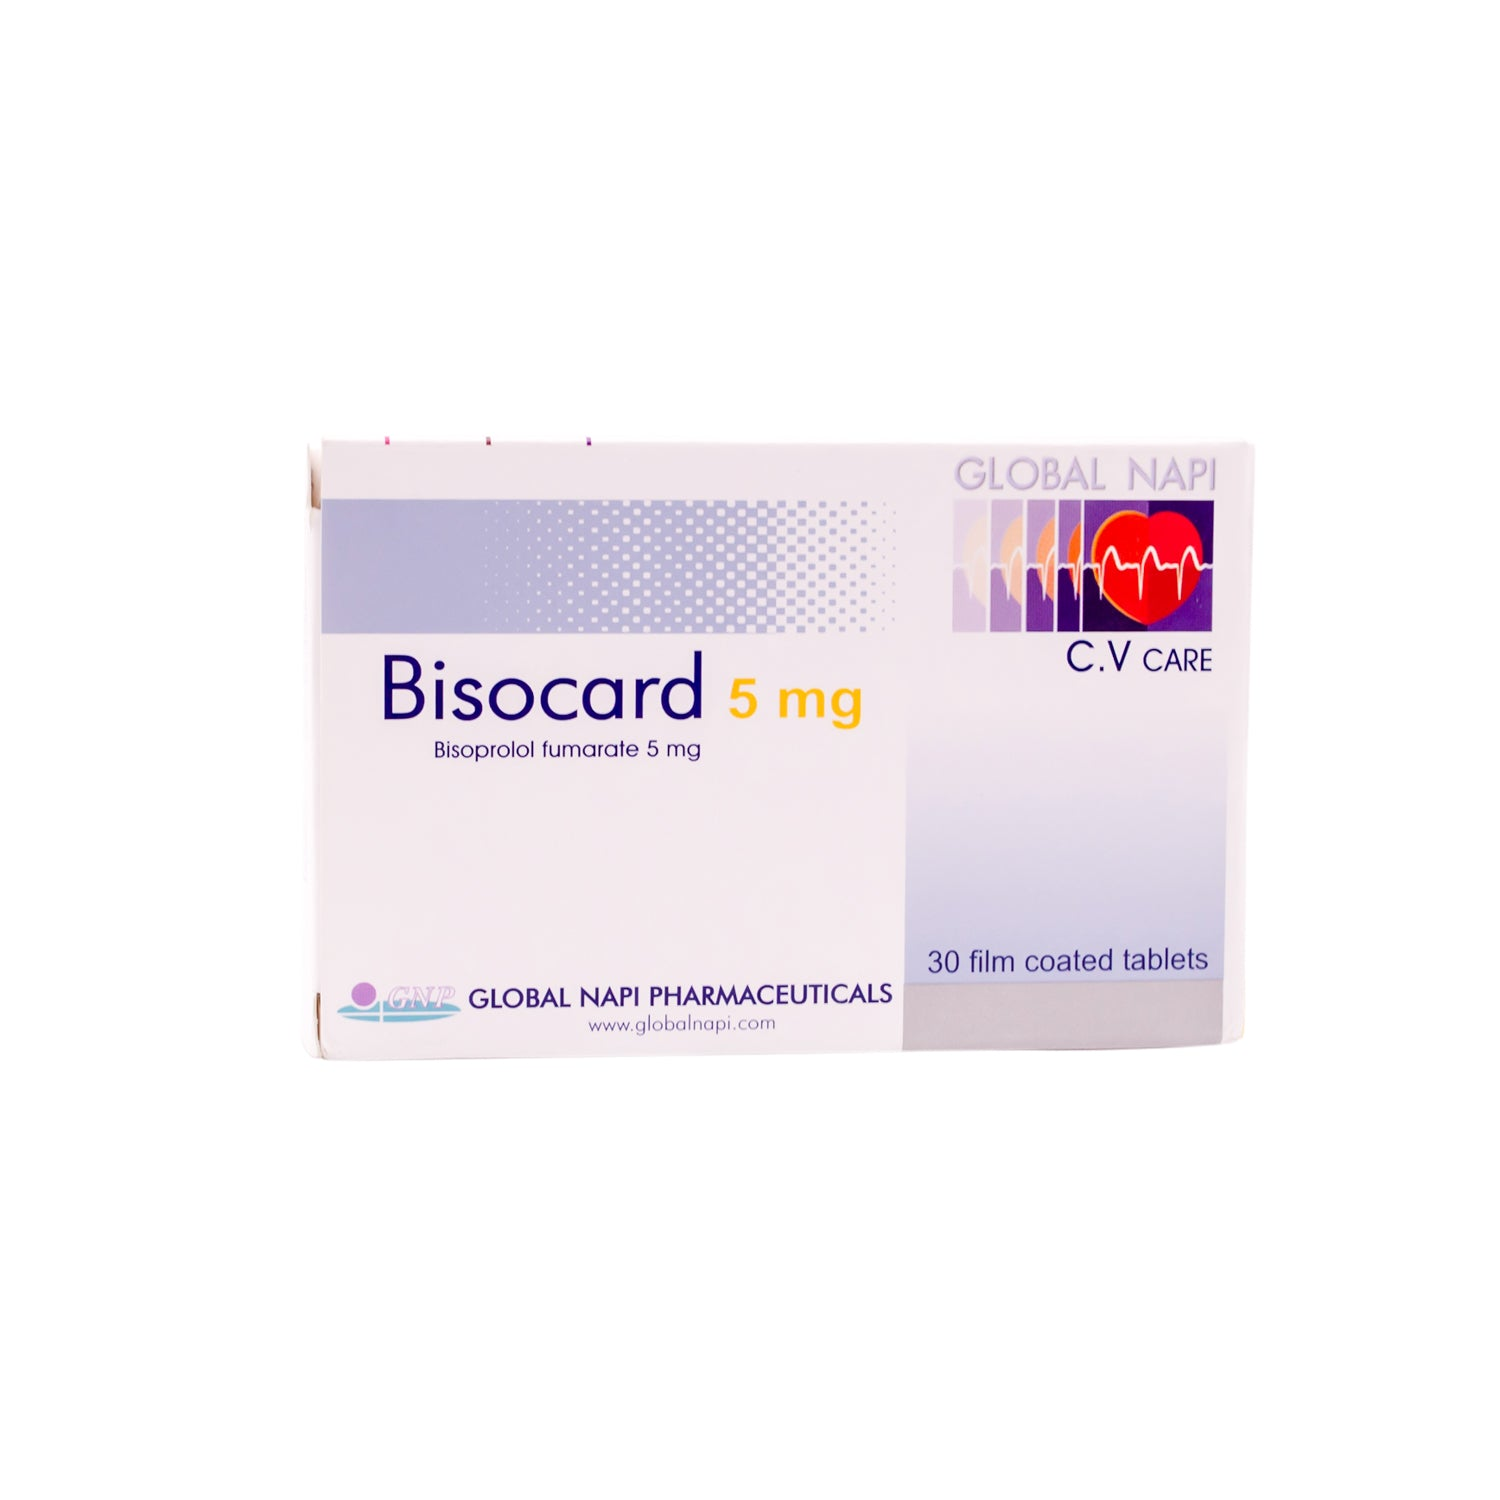 GLOBAL NAPI
C.V CARE
Bisocard 5 mg
Bisoprolol fumarate 5 mg
30 film coated tablets
GNP GLOBAL NAPI PHARMACEUTICALS
www.globalnapi.com